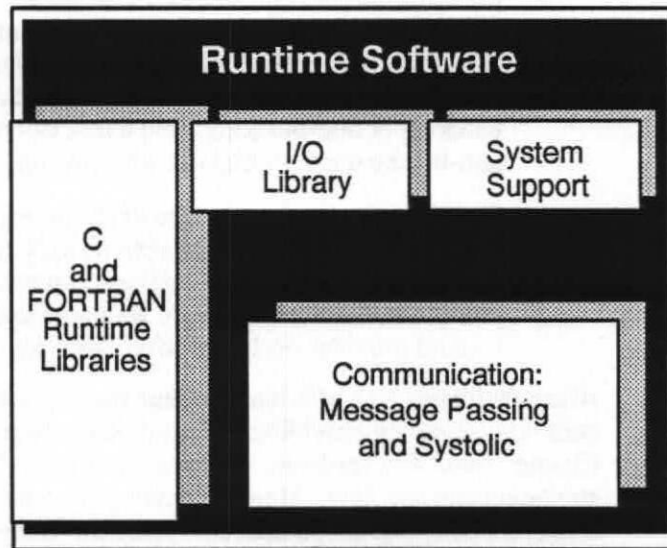 Runtime Software
C
and
FORTRAN
Runtime
Libraries
I/O
Library
System
Support
Communication:
Message Passing
and Systolic